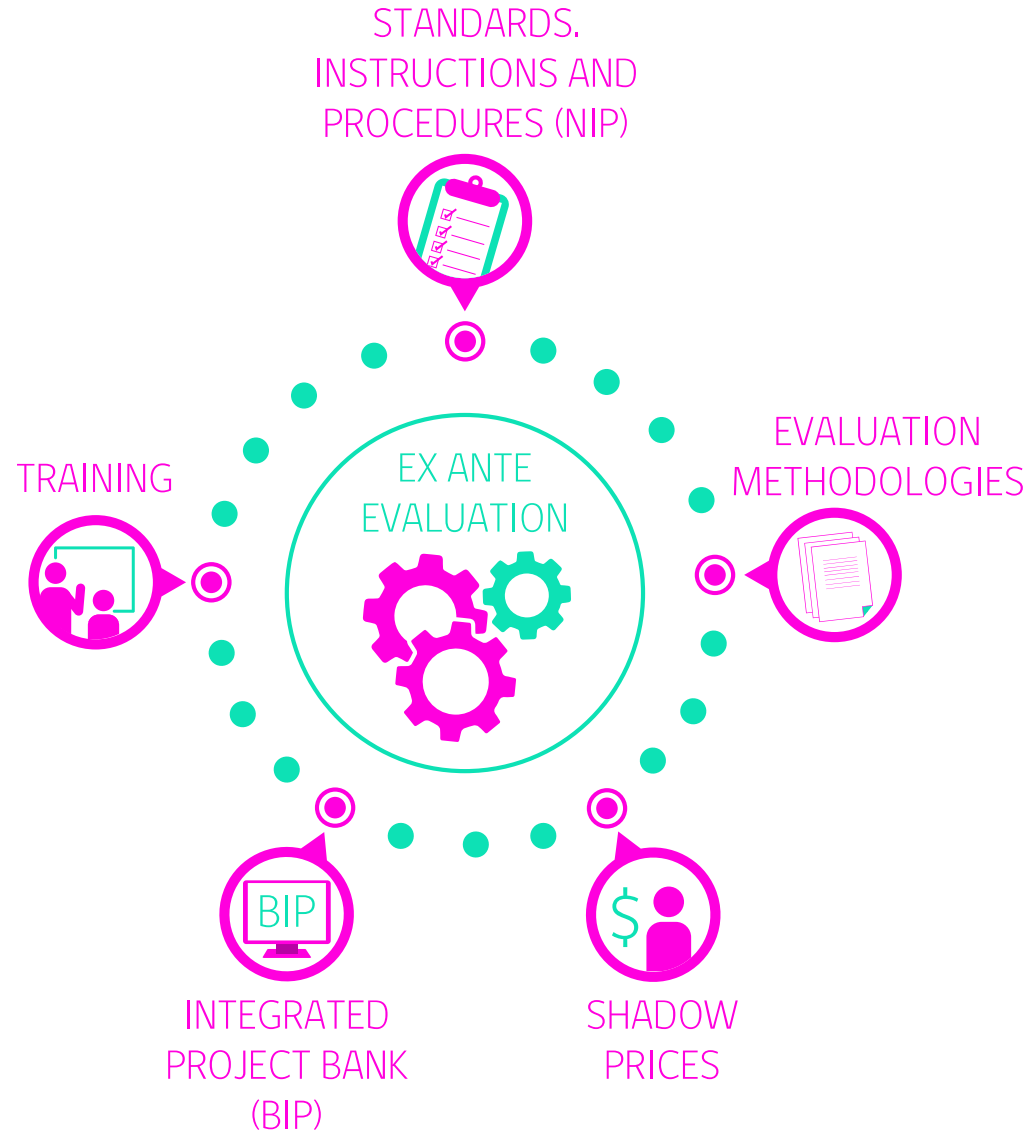 STANDARDS.
INSTRUCTIONS AND
PROCEDURES (NIP)
EVALUATION
METHODOLOGIES
EX ANTE
EVALUATION
TRAINING
BIP
INTEGRATED
PROJECT BANK
(BIP)
$
SHADOW
PRICES